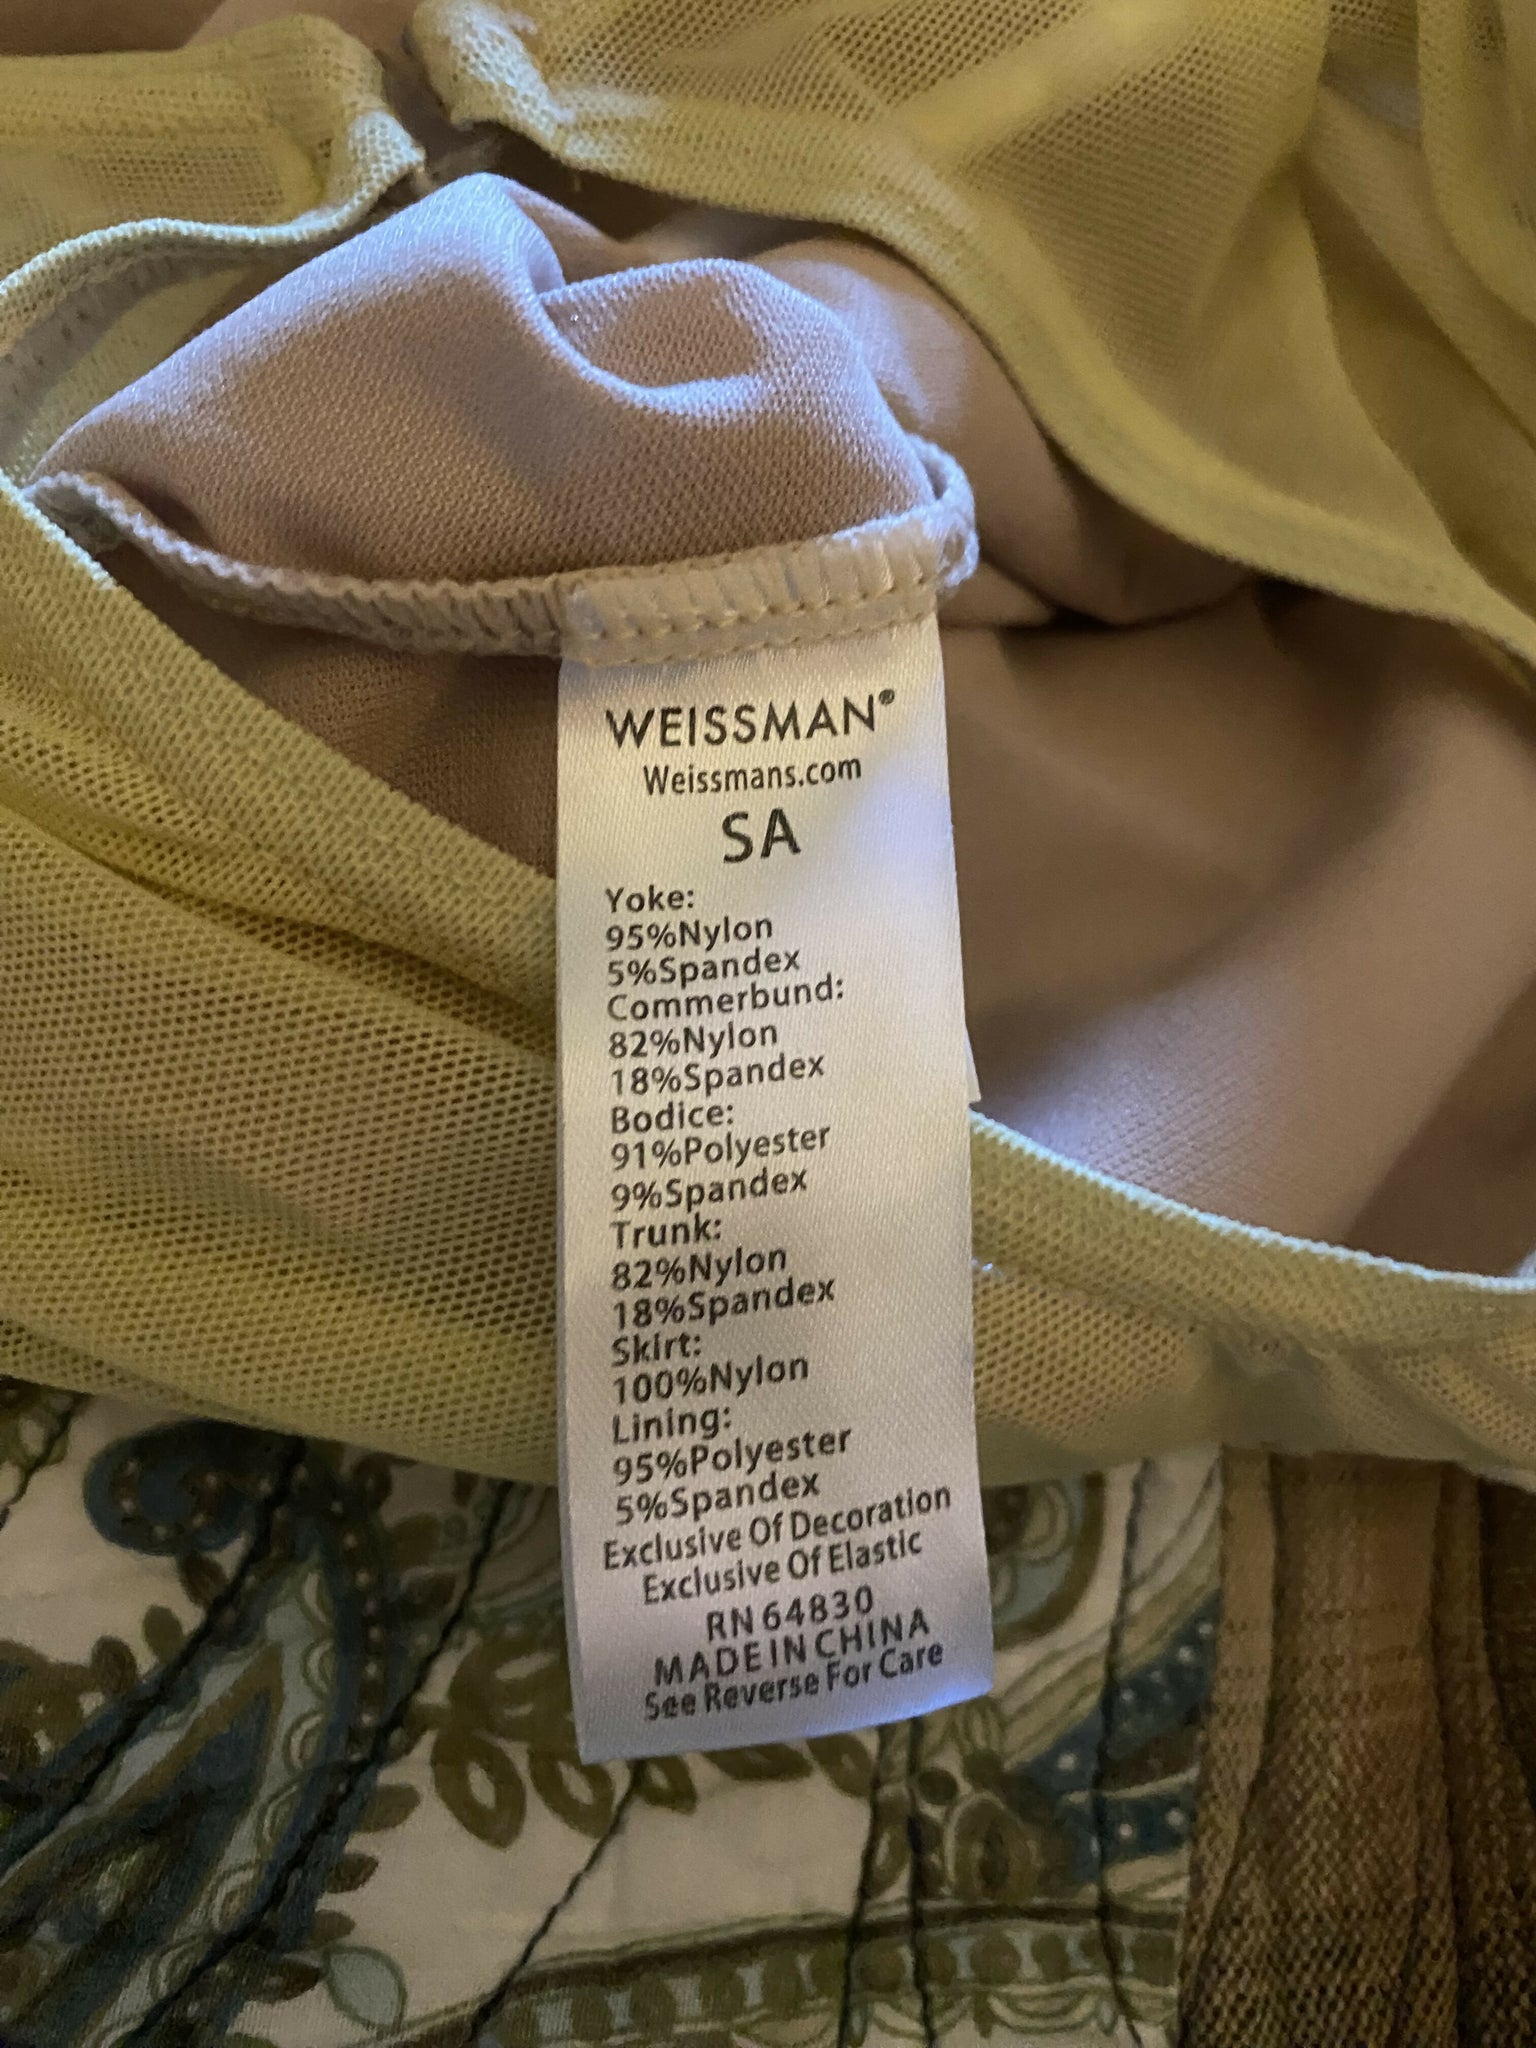 WEISSMAN®
Weissmans.com
SA
Yoke:
95%Nylon
5%Spandex
Commerbund:
82%Nylon
18%Spandex
Bodice:
91%Polyester
9%Spandex
Trunk:
82%Nylon
18%Spandex
Skirt:
100%Nylon
Lining:
95%Polyester
5%Spandex
Exclusive Of Decoration
Exclusive Of Elastic
RN 64830
MADE IN CHINA
See Reverse For Care